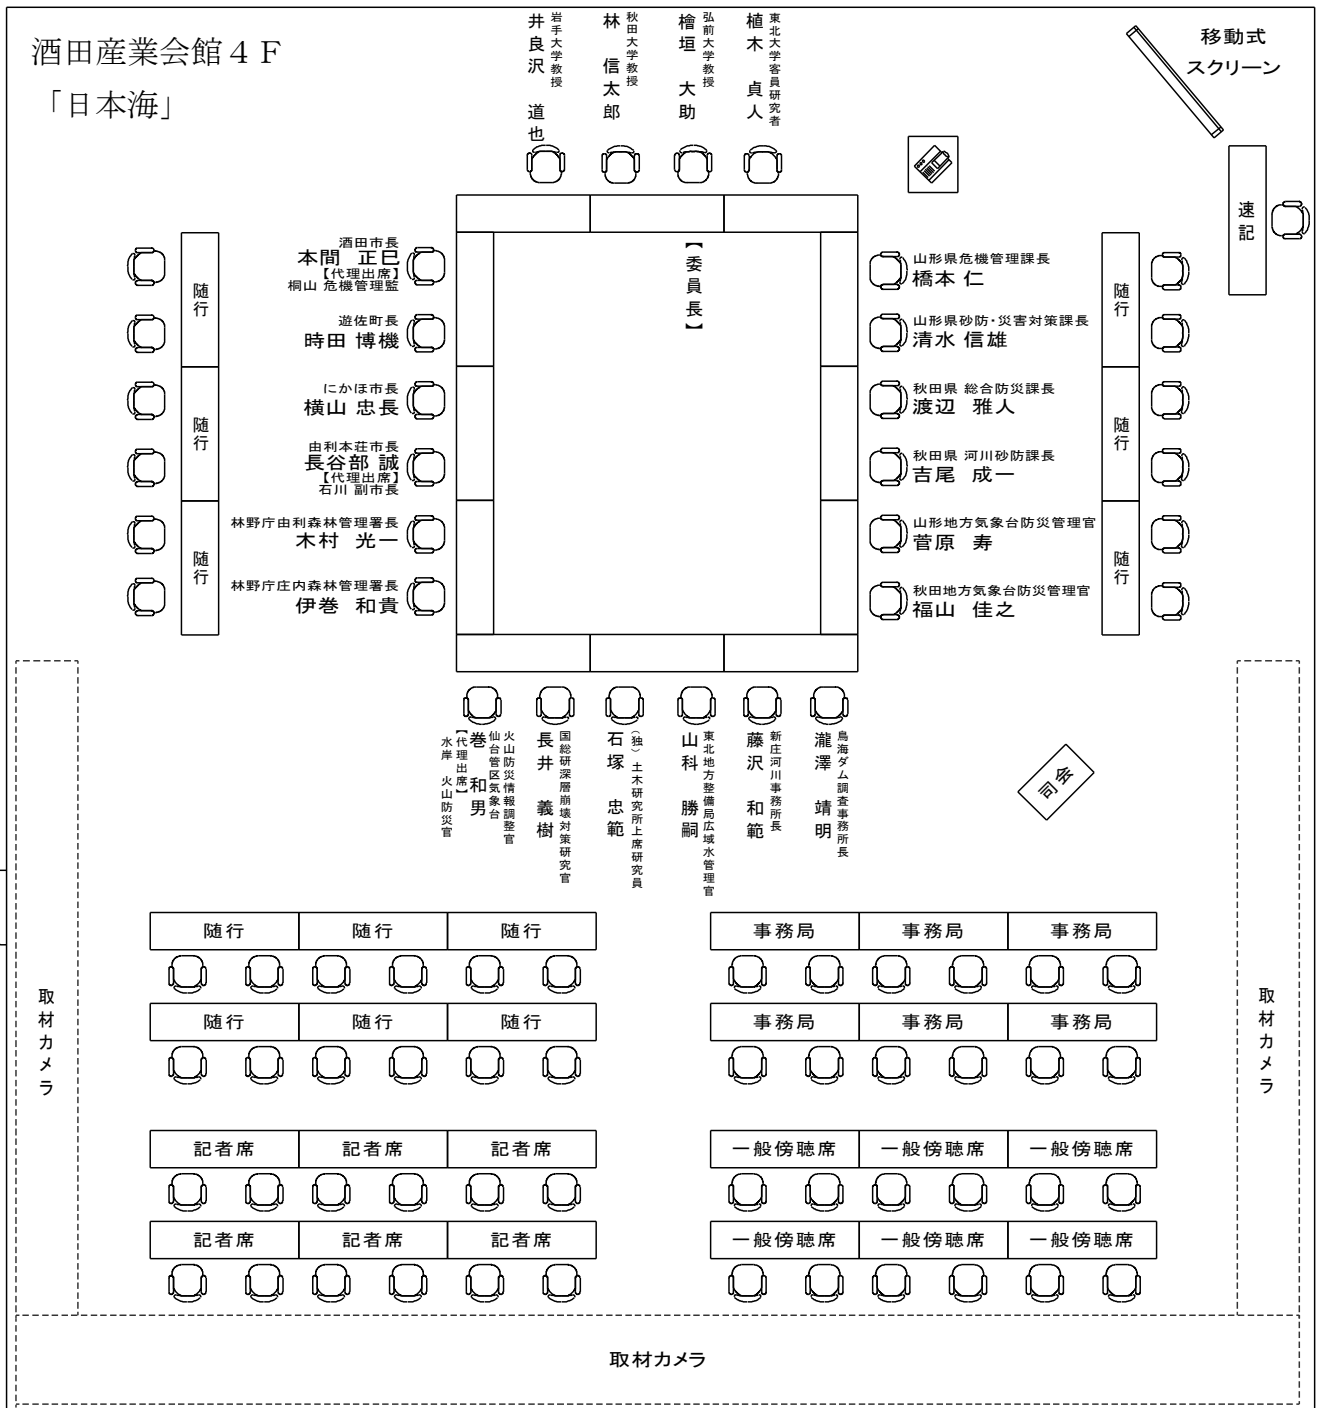 酒田産業会館４Ｆ
「日本海」
移動式
スクリーン
岩手大学教授
井良沢 道也
秋田大学教授
林 信太郎
弘前大学教授
檜垣 大助
東北大学客員研究者
植木 貞人
速記
【委員長】
酒田市長
本間 正巳
【代理出席】
桐山 危機管理監
遊佐町長
時田 博機
にかほ市長
横山 忠長
由利本荘市長
長谷部 誠
【代理出席】
石川 副市長
林野庁由利森林管理署長
木村 光一
林野庁庄内森林管理署長
伊巻 和貴
随行
随行
随行
山形県危機管理課長
橋本 仁
山形県砂防・災害対策課長
清水 信雄
秋田県 総合防災課長
渡辺 雅人
秋田県 河川砂防課長
吉尾 成一
山形地方気象台防災管理官
菅原 寿
秋田地方気象台防災管理官
福山 佳之
随行
随行
随行
火山防災情報調整官
仙台管区気象台
巻 和男
【代理出席】
水岸 火山防災官
国総研深層崩壊対策研究官
長井 義樹
（独）土木研究所上席研究員
石塚 忠範
東北地方整備局広域水管理官
山科 勝嗣
新庄河川事務所長
藤沢 和範
鳥海ダム調査事務所長
瀧澤 靖明
司会
随行 随行 随行
事務局 事務局 事務局
随行 随行 随行
事務局 事務局 事務局
記者席 記者席 記者席
一般傍聴席 一般傍聴席 一般傍聴席
記者席 記者席 記者席
一般傍聴席 一般傍聴席 一般傍聴席
取材カメラ
取材カメラ
取材カメラ